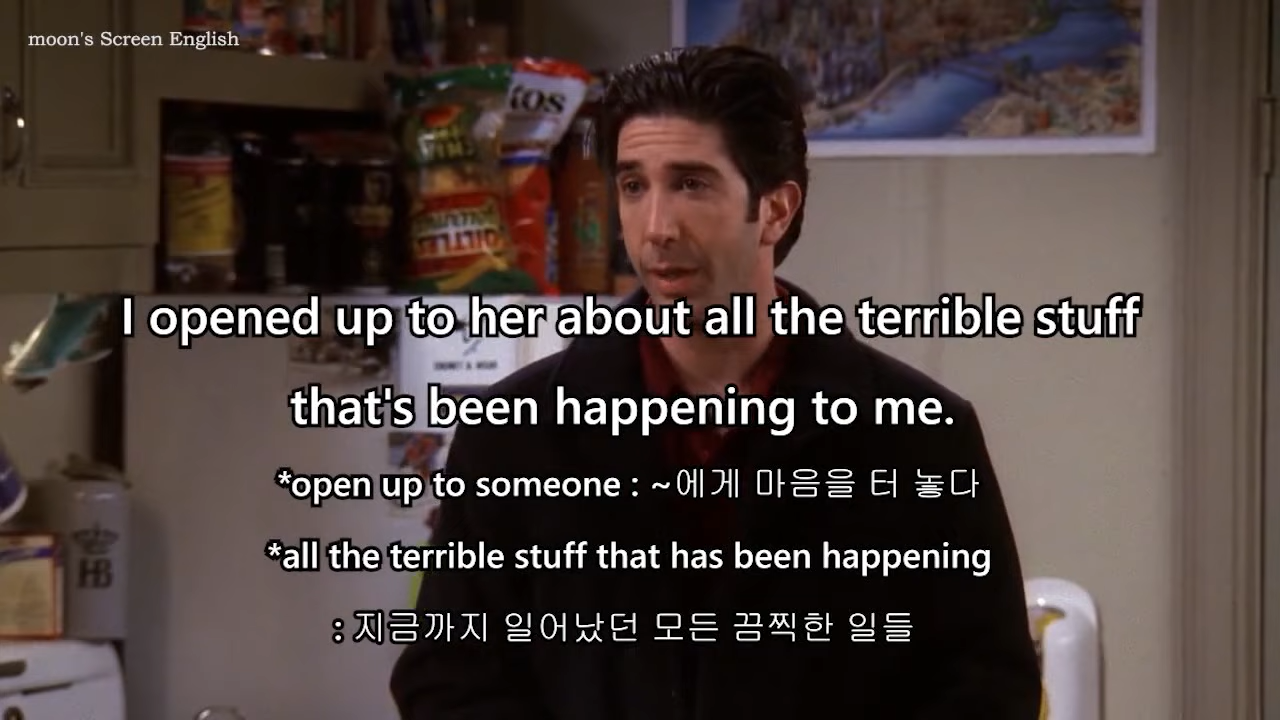 moon's Screen English
tos
I opened up to her about all the terrible stuff
that's been happening to me.
*open up to someone : ~에게 마음을 터 놓다
*all the terrible stuff that has been happening
: 지금까지 일어났던 모든 끔찍한 일들
HB